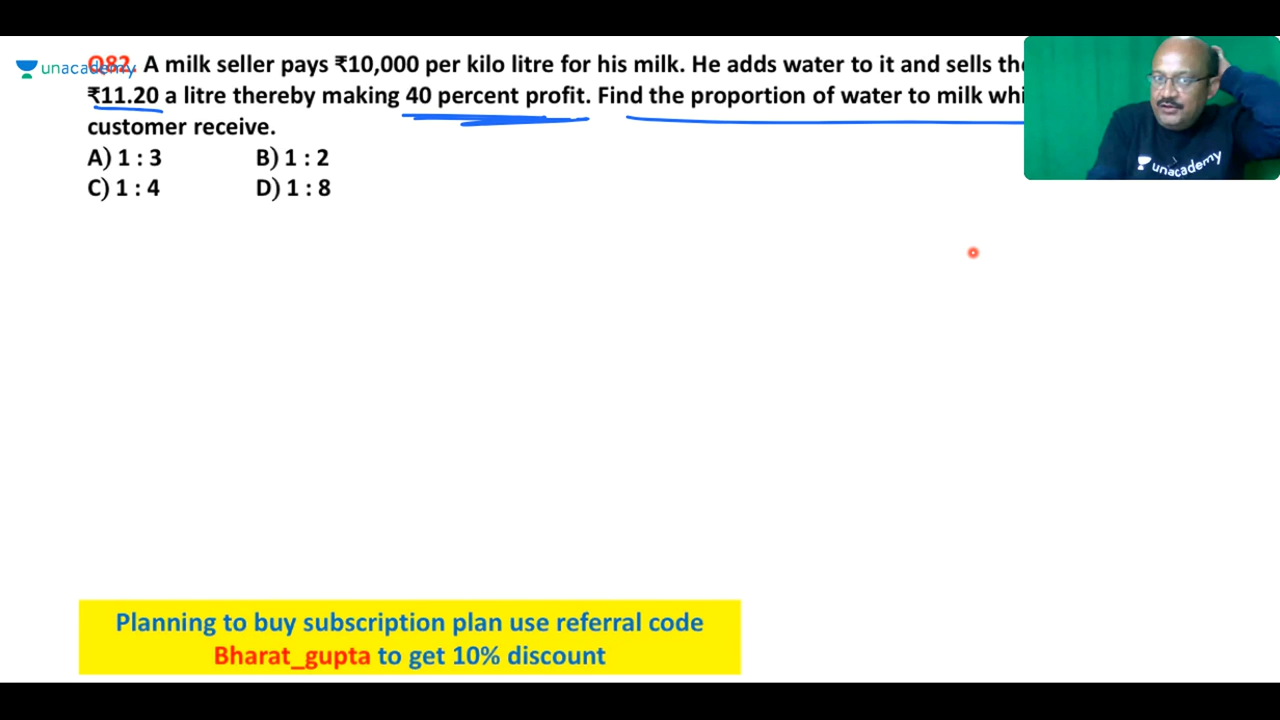 unacademy
Q82. A milk seller pays ₹10,000 per kilo litre for his milk. He adds water to it and sells
₹11.20 a litre thereby making 40 percent profit. Find the proportion of water to milk
customer receive.
A) 1 : 3 B) 1 : 2
C) 1 : 4 D) 1 : 8
unacademy
Planning to buy subscription plan use referral code
Bharat_gupta to get 10% discount